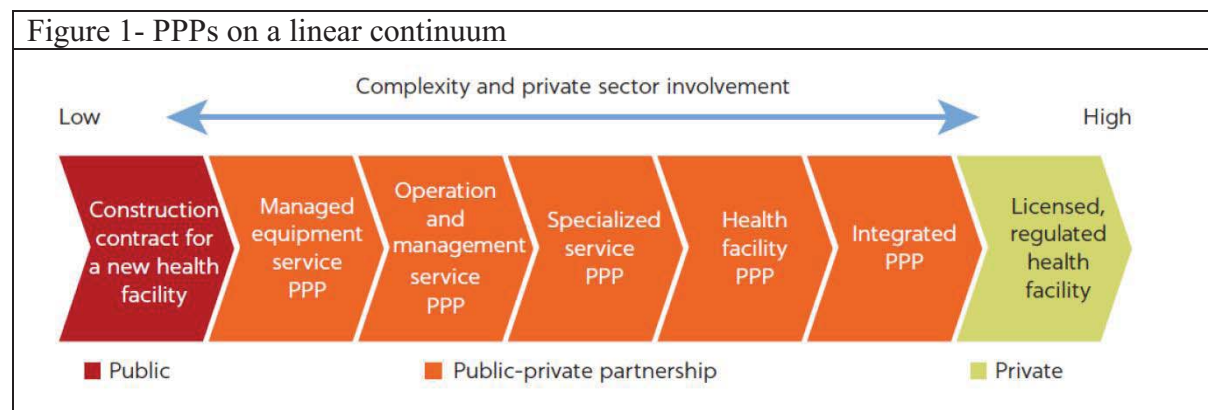 Figure 1- PPPs on a linear continuum
Complexity and private sector involvement
Low
High
Construction
contract for
a new health
facility
Managed
equipment
service
PPP
Operation
and
management
service
PPP
Specialized
service
PPP
Health
facility
PPP
Integrated
PPP
Licensed,
regulated
health
facility
Public
Public-private partnership
Private